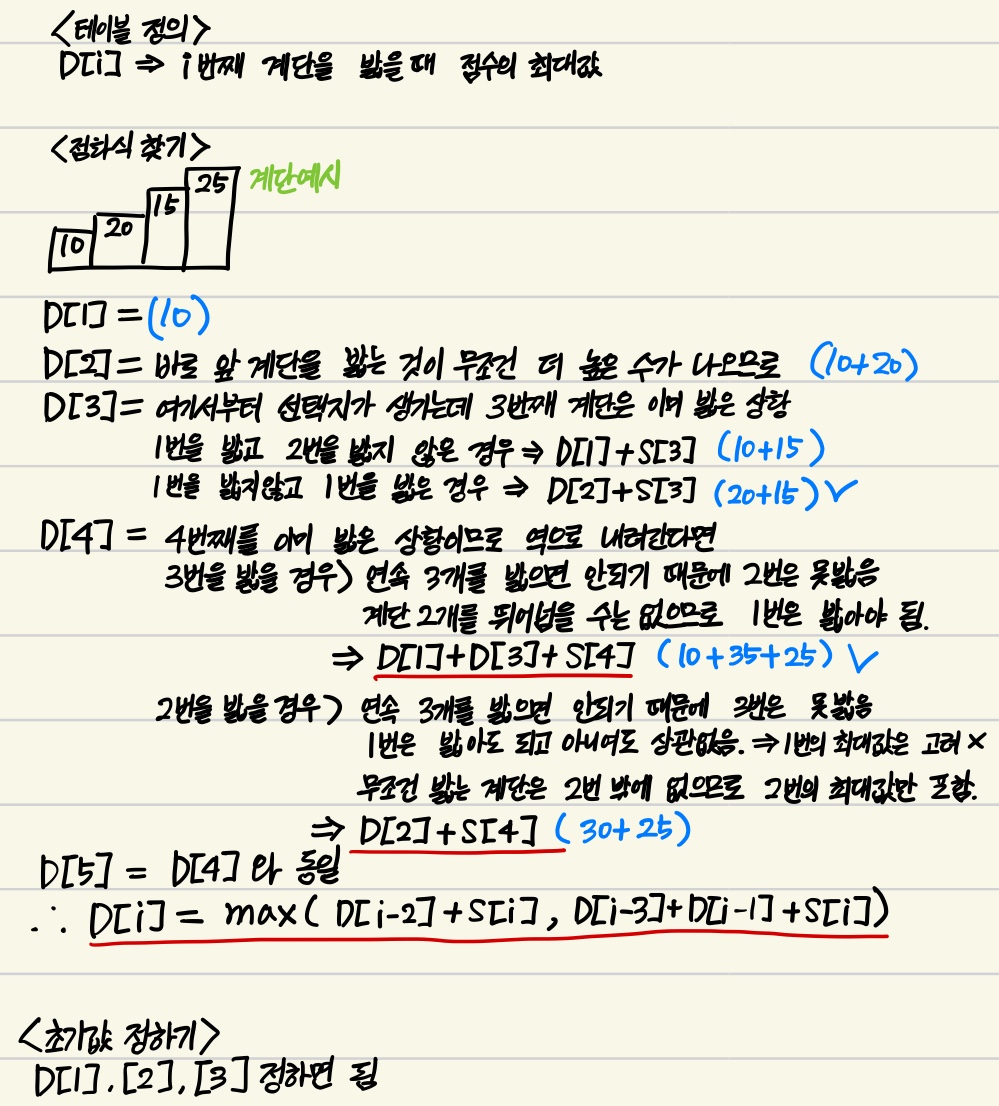 <테이블 정의>
D[i] ⇒ i번째 계단을 밟을 때 점수의 최대값
<점화식 찾기>
10 20 15 25 계단예시
D[1] = (10)
D[2] = 바로 앞 계단을 밟는 것이 무조건 더 높은 수가 나오므로 (10+20)
D[3] = 여기서부터 선택지가 생기는데 3번째 계단은 이미 밟은 상황
1번을 밟고 2번을 밟지 않은 경우 ⇒ D[1]+S[3] (10+15)
1번을 밟지않고 1번을 밟은 경우 ⇒ D[2]+S[3] (20+15) ✓
D[4] = 4번째를 이미 밟은 상황이므로 역으로 내려간다면
3번을 밟을 경우) 연속 3개를 밟으면 안되기 때문에 2번은 못밟음
계단 2개를 뛰어넘을 수는 없으므로 1번은 밟아야 됨.
⇒ D[1]+D[3]+S[4] (10+35+25) ✓
2번을 밟을 경우) 연속 3개를 밟으면 안되기 때문에 3번은 못밟음
1번은 밟아도 되고 아니여도 상관없음. ⇒ 1번의 최대값은 고려 ×
무조건 밟는 계단은 2번 밖에 없으므로 2번의 최대값만 포함.
⇒ D[2]+S[4] (30+25)
D[5] = D[4] 와 동일
∴ D[i] = max( D[i-2]+S[i], D[i-3]+D[i-1]+S[i])
<초기값 정하기>
D[1], [2], [3] 정하면 됨